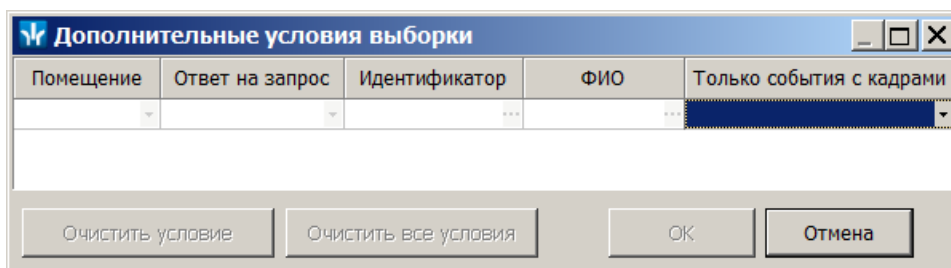 Дополнительные условия выборки
Помещение Ответ на запрос Идентификатор ФИО Только события с кадрами
Очистить условие Очистить все условия OK Отмена